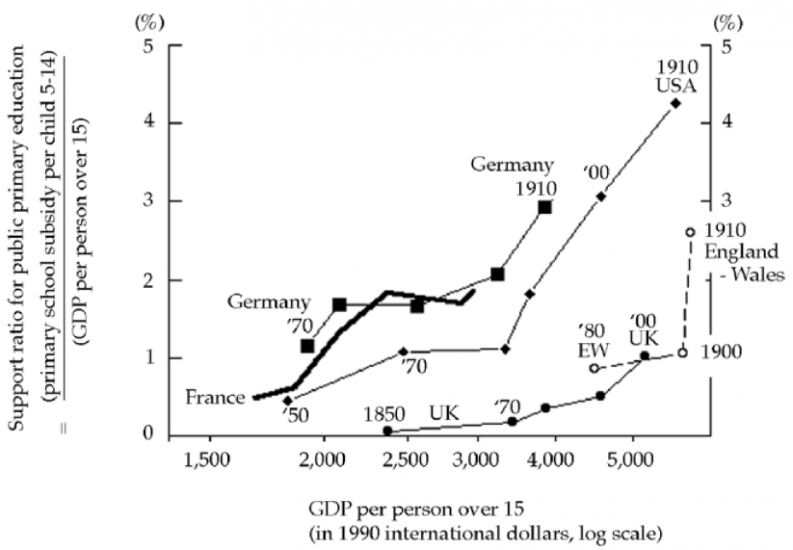 (%)
(%)
5
5
4
4
3
3
2
2
1
1
0
0
Support ratio for public primary education
(primary school subsidy per child 5-14)
(GDP per person over 15)
=
1910
USA
Germany
1910
'00
1910
England
- Wales
Germany
'70
'80
EW
'00
UK
1900
'70
France
'50
1850
UK
'70
1,500
2,000
2,500
3,000
4,000
5,000
GDP per person over 15
(in 1990 international dollars, log scale)